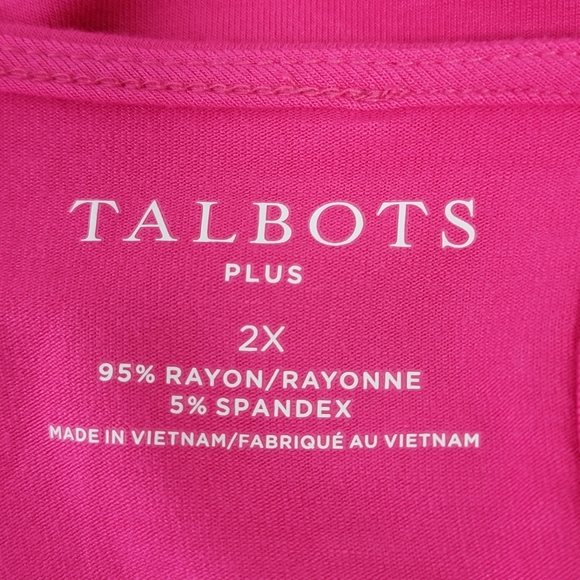 TALBOTS
PLUS
2X
95% RAYON/RAYONNE
5% SPANDEX
MADE IN VIETNAM/FABRIQUÉ AU VIETNAM